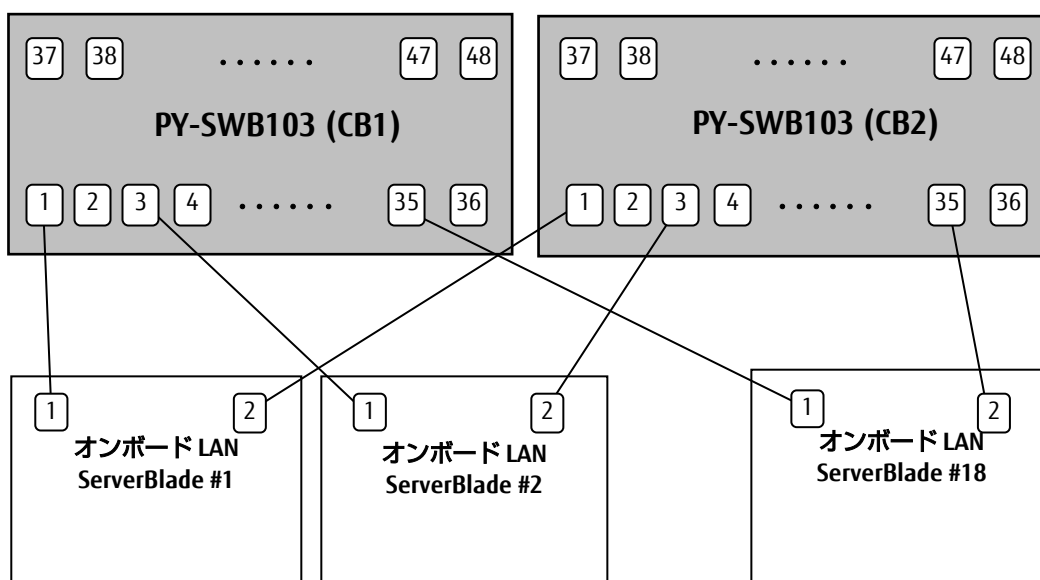 37 38 ・・・・・・ 47 48
PY-SWB103 (CB1)
1 2 3 4 ・・・・・・ 35 36
37 38 ・・・・・・ 47 48
PY-SWB103 (CB2)
1 2 3 4 ・・・・・・ 35 36
1 2
オンボード LAN
ServerBlade #1
1 2
オンボード LAN
ServerBlade #2
1 2
オンボード LAN
ServerBlade #18